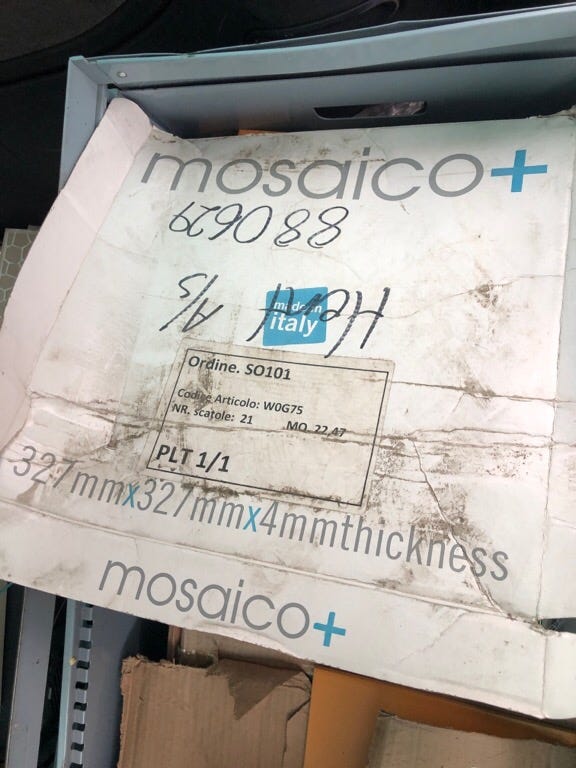 mosaico+
880629
Hent A/S
made in
italy
Ordine. SO101
Codice Articolo: W0G75
NR. scatole: 21 MQ. 22,47
PLT 1/1
327mmx327mmx4mmthickness
mosaico+